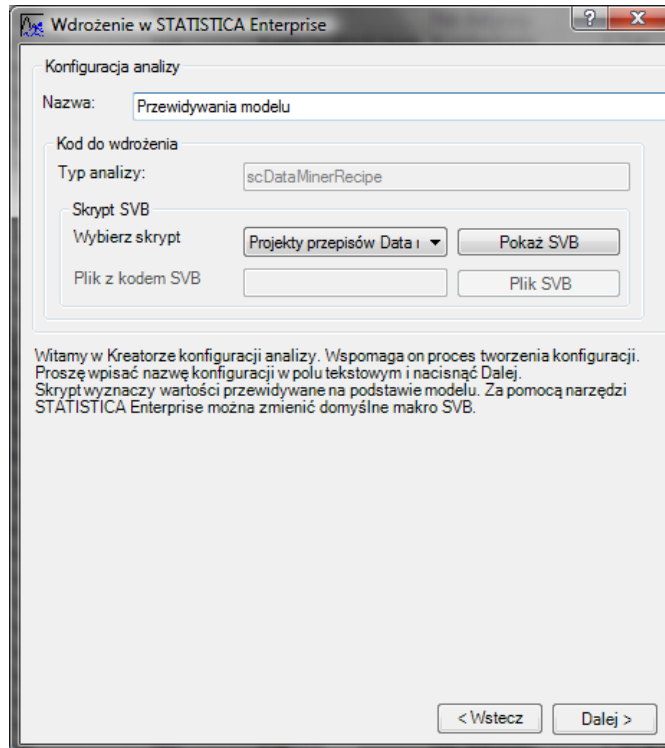 Wdrożenie w STATISTICA Enterprise
Konfiguracja analizy
Nazwa: Przewidywania modelu
Kod do wdrożenia
Typ analizy: scDataMinerRecipe
Skrypt SVB
Wybierz skrypt Projekty przepisów Data Pokaż SVB
Plik z kodem SVB Plik SVB
Witamy w Kreatorze konfiguracji analizy. Wspomaga on proces tworzenia konfiguracji.
Proszę wpisać nazwę konfiguracji w polu tekstowym i nacisnąć Dalej.
Skrypt wyznaczy wartości przewidywane na podstawie modelu. Za pomocą narzędzi
STATISTICA Enterprise można zmienić domyślne makro SVB.
< Wstecz Dalej >